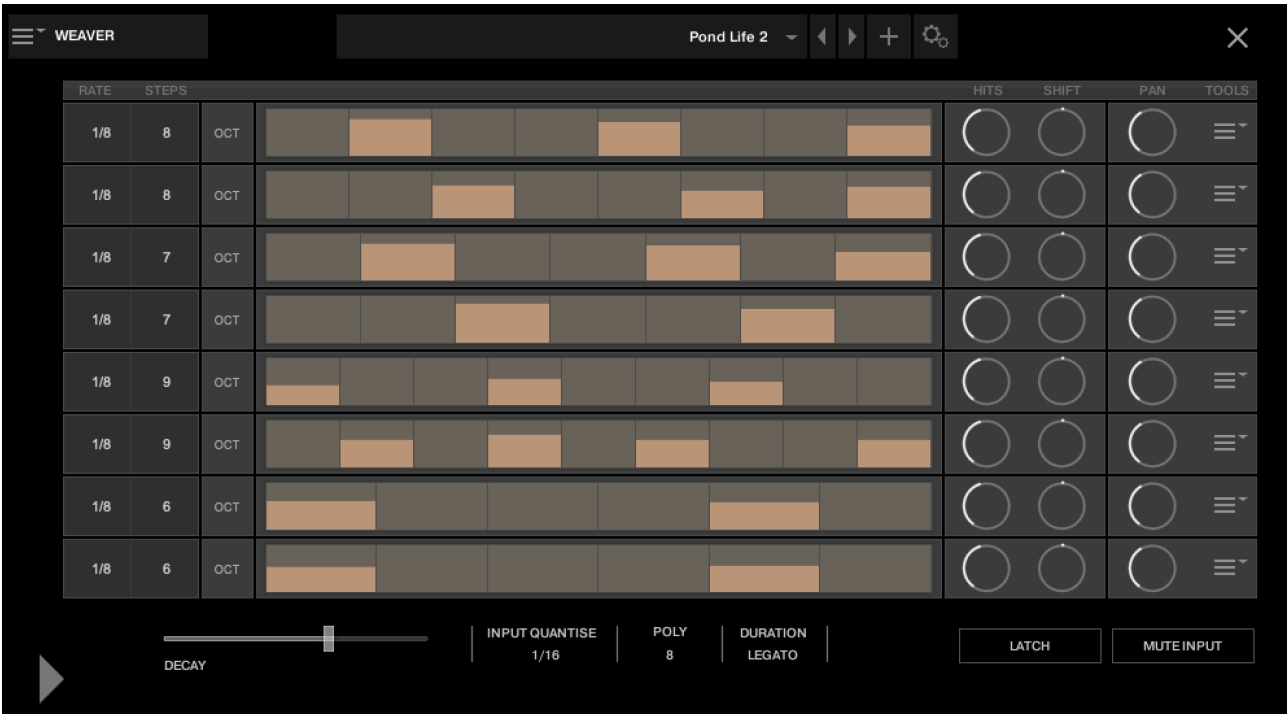 WEAVER
Pond Life 2
RATE STEPS HITS SHIFT PAN TOOLS
1/8 8 OCT
1/8 8 OCT
1/8 7 OCT
1/8 7 OCT
1/8 9 OCT
1/8 9 OCT
1/8 6 OCT
1/8 6 OCT
DECAY
INPUT QUANTISE
1/16
POLY
8
DURATION
LEGATO
LATCH
MUTE INPUT